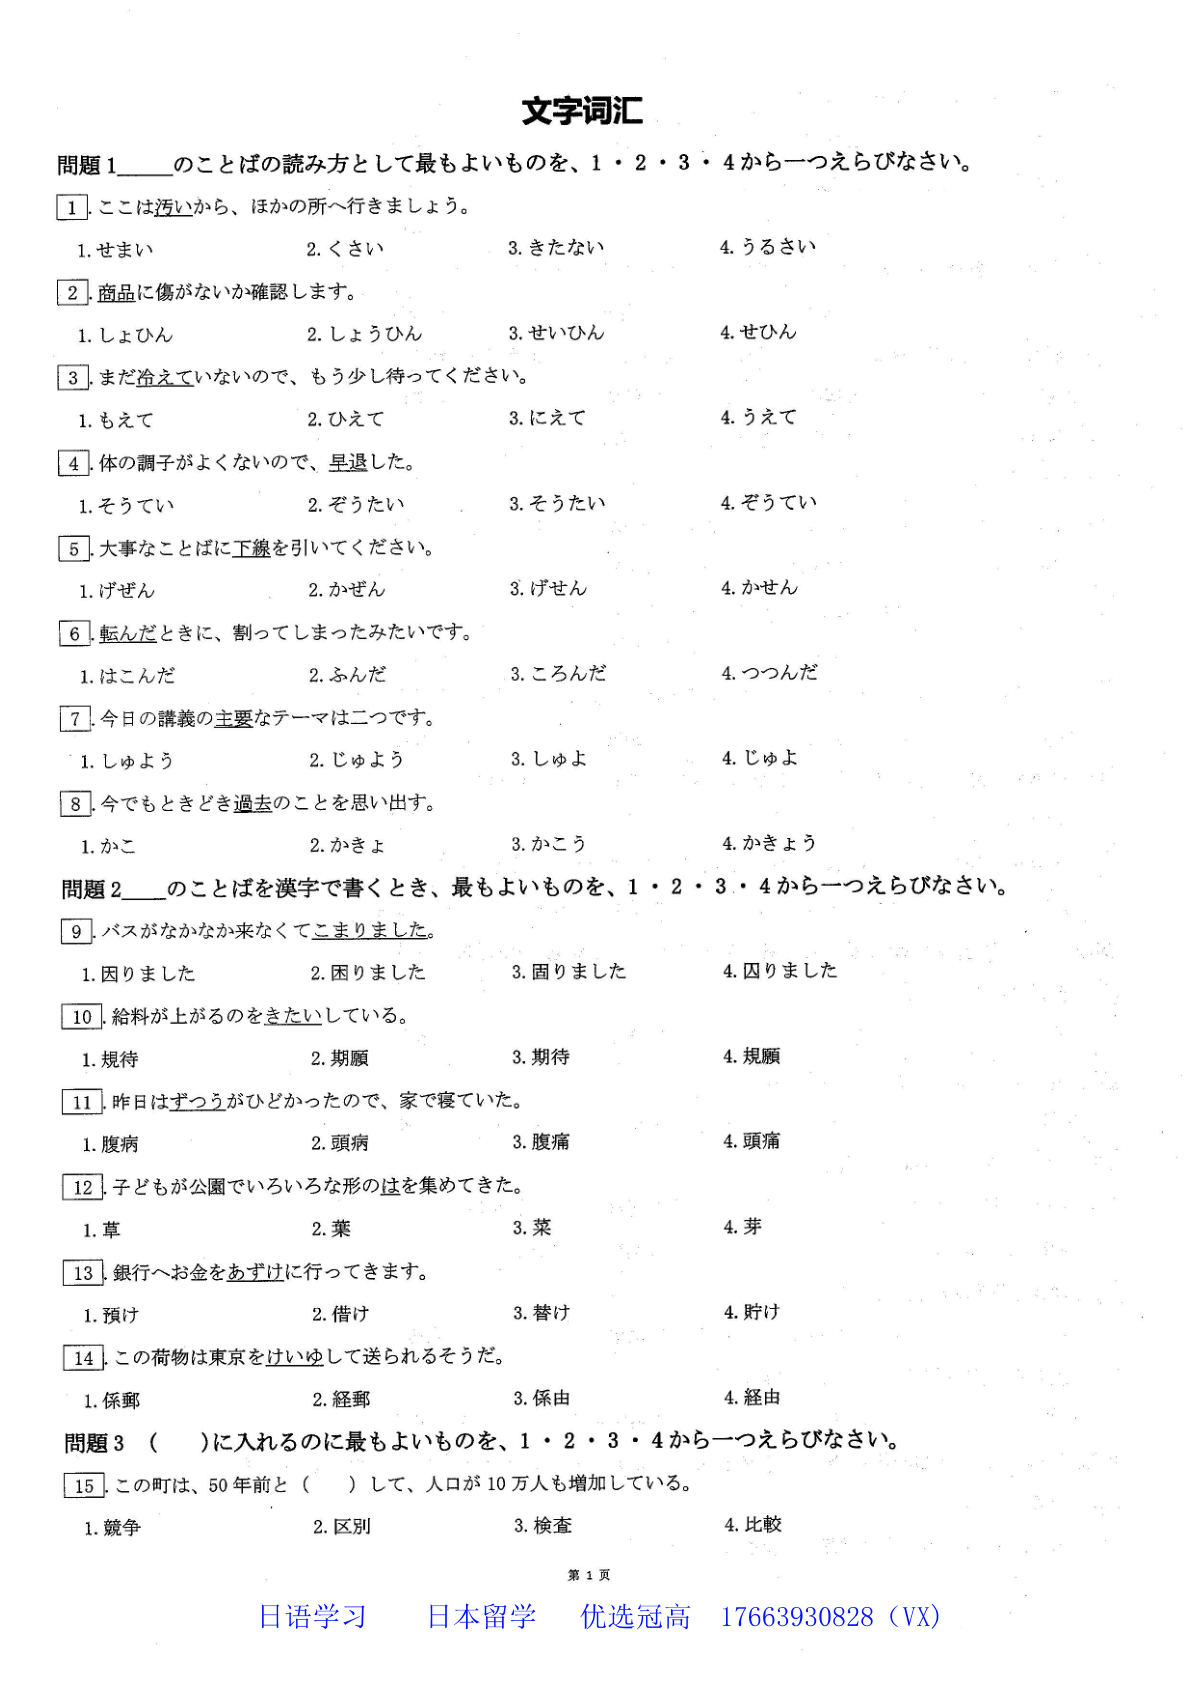 文字词汇
問題1____のことばの読み方として最もよいものを、1・2・3・4から一つえらびなさい。
1.ここは汚いから、ほかの所へ行きましょう。
1.せまい 2.くさい 3.きたない 4.うるさい
2.商品に傷がないか確認します。
1.しょひん 2.しょうひん 3.せいひん 4.せひん
3.まだ冷えていないので、もう少し待ってください。
1.もえて 2.ひえて 3.にえて 4.うえて
4.体の調子がよくないので、早退した。
1.そうてい 2.ぞうたい 3.そうたい 4.ぞうてい
5.大事なことばに下線を引いてください。
1.げぜん 2.かぜん 3.げせん 4.かせん
6.転んだときに、割ってしまったみたいです。
1.はこんだ 2.ふんだ 3.ころんだ 4.つつんだ
7.今日の講義の主要なテーマは二つです。
1.しゅよう 2.じゅよう 3.しゅよ 4.じゅよ
8.今でもときどき過去のことを思い出す。
1.かこ 2.かきょ 3.かこう 4.かきょう
問題2____のことばを漢字で書くとき、最もよいものを、1・2・3・4から一つえらびなさい。
9.バスがなかなか来なくてこまりました。
1.因りました 2.困りました 3.固りました 4.囚りました
10.給料が上がるのをきたいしている。
1.規待 2.期願 3.期待 4.規願
11.昨日はずつうがひどかったので、家で寝ていた。
1.腹病 2.頭病 3.腹痛 4.頭痛
12.子どもが公園でいろいろな形のはを集めてきた。
1.草 2.葉 3.菜 4.芽
13.銀行へお金をあずけに行ってきます。
1.預け 2.借け 3.替け 4.貯け
14.この荷物は東京をけいゆして送られるそうだ。
1.係郵 2.経郵 3.係由 4.経由
問題3 ( )に入れるのに最もよいものを、1・2・3・4から一つえらびなさい。
15.この町は、50年前と( )して、人口が10万人も増加している。
1.競争 2.区別 3.検査 4.比較
第 1 页
日语学习 日本留学 优选冠高 17663930828（VX)